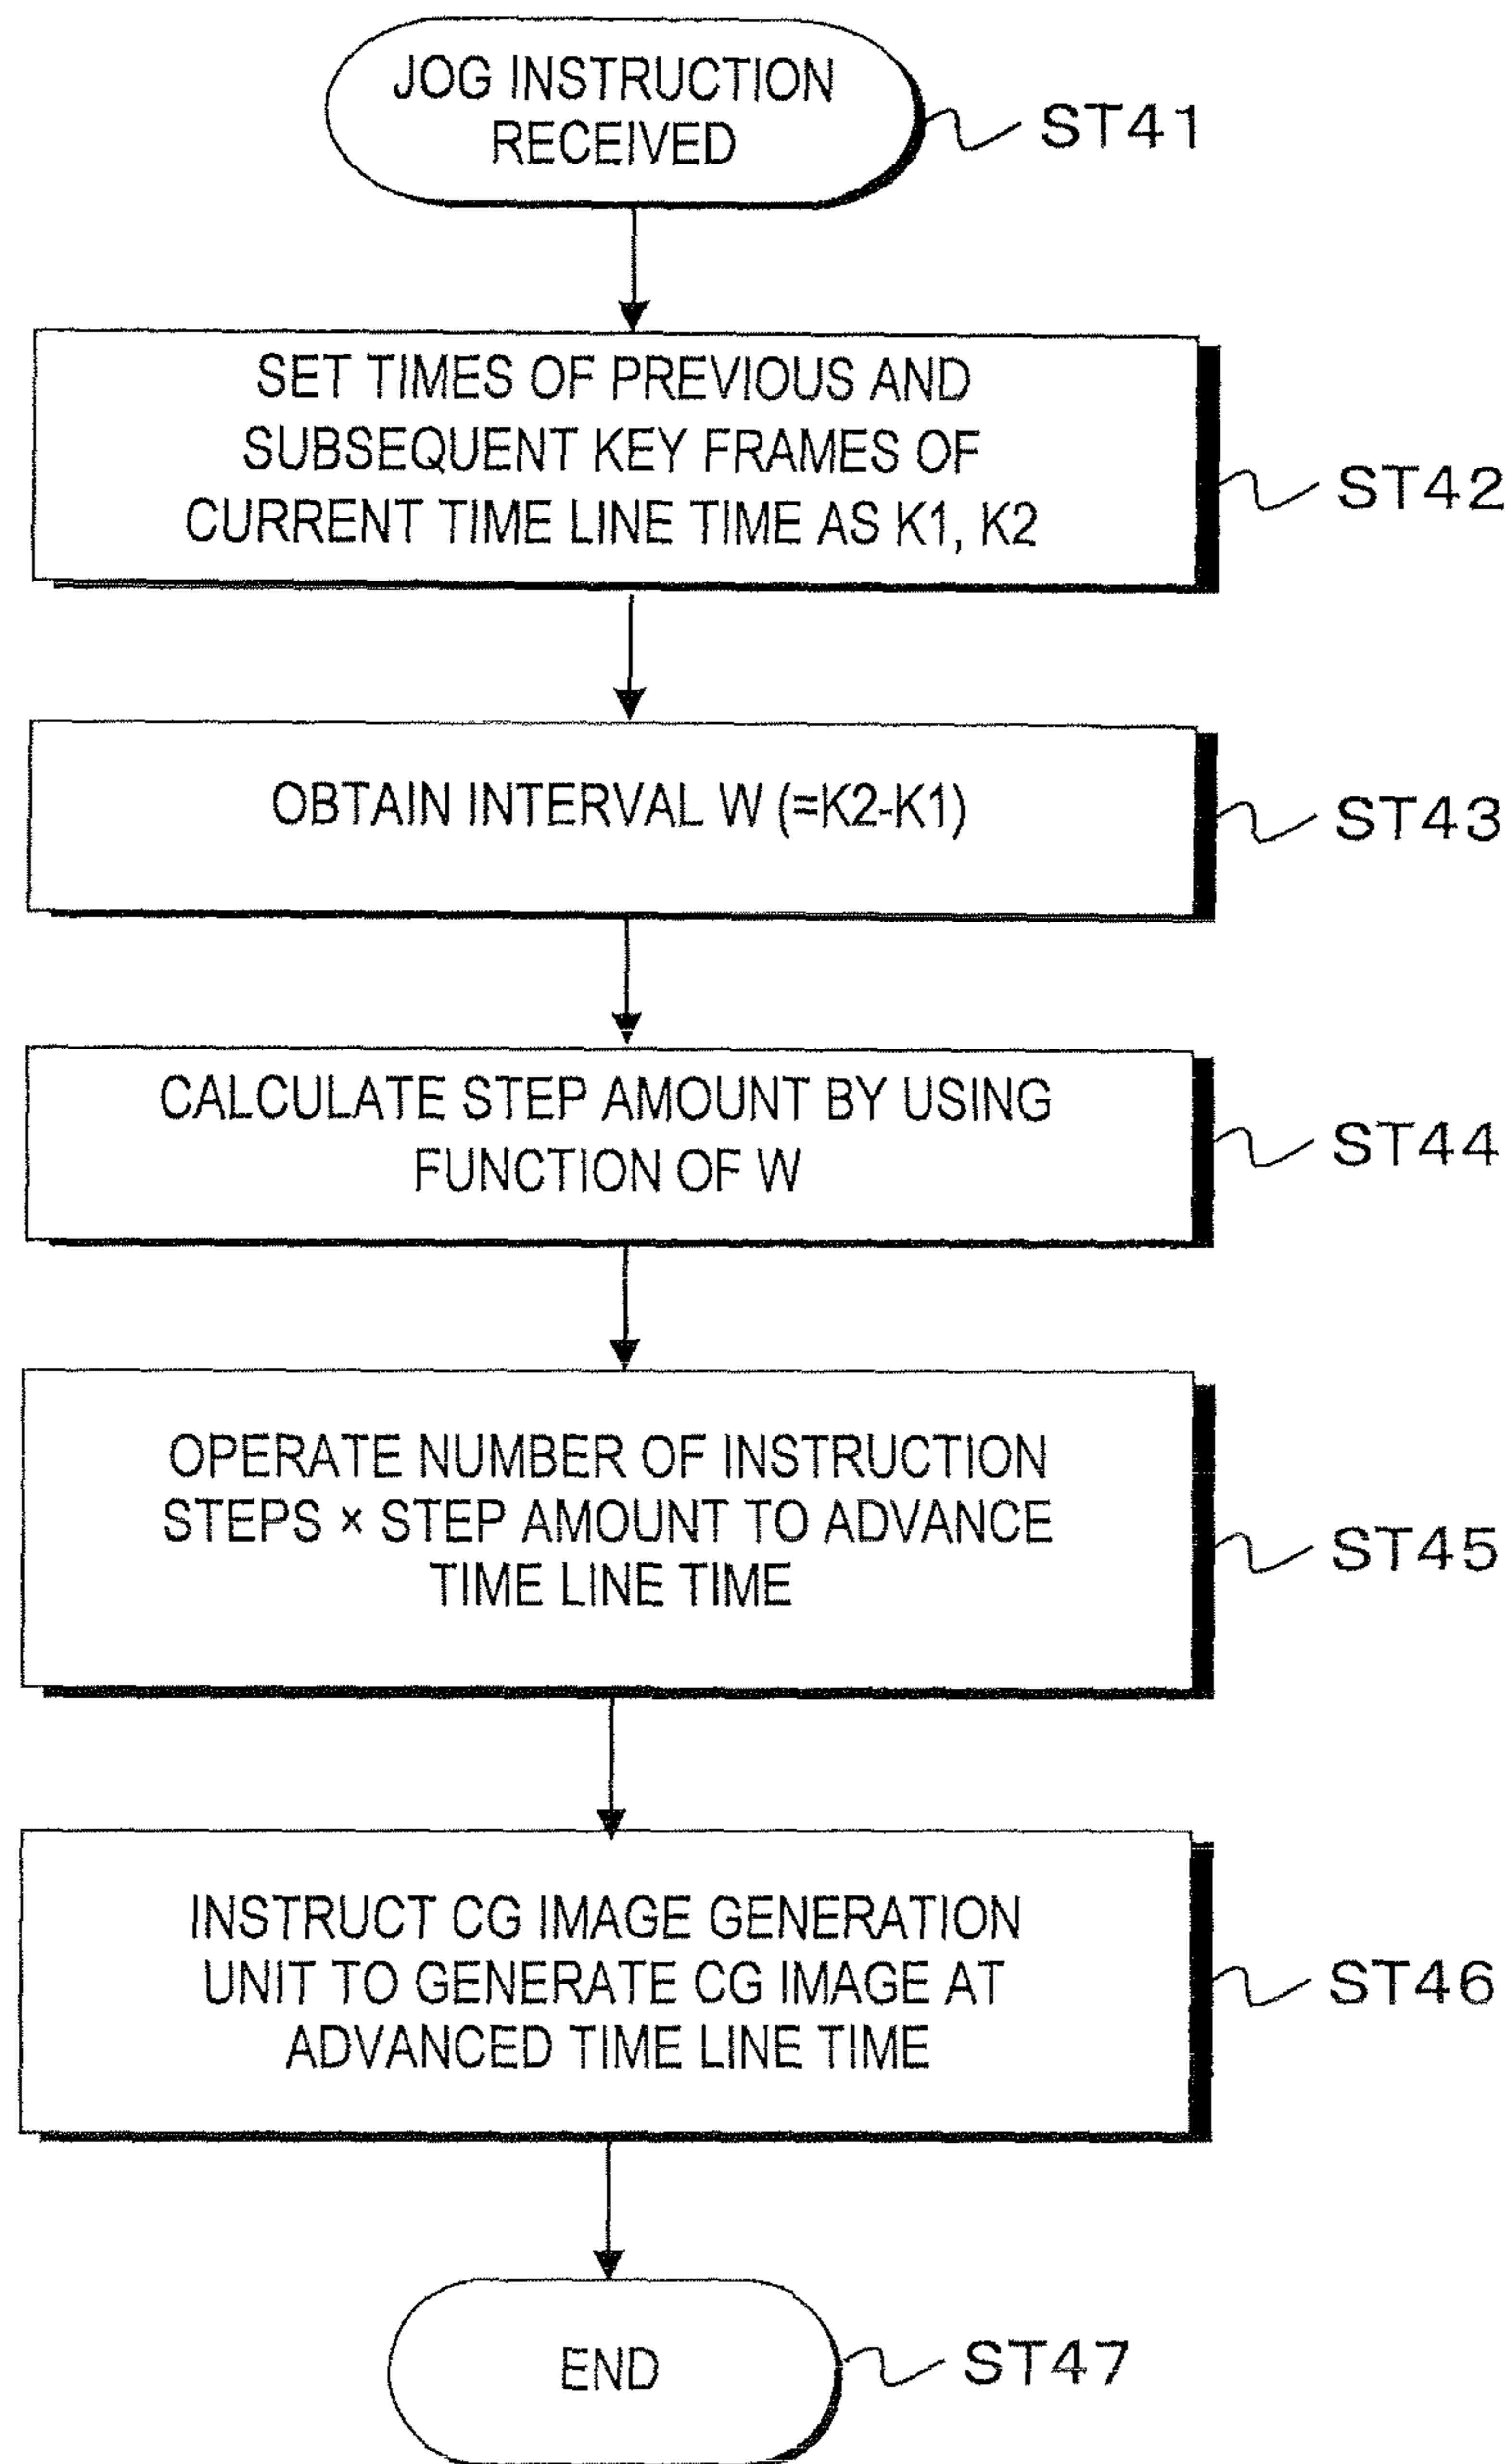 JOG INSTRUCTION
RECEIVED
ST41
SET TIMES OF PREVIOUS AND
SUBSEQUENT KEY FRAMES OF
CURRENT TIME LINE TIME AS K1, K2
ST42
OBTAIN INTERVAL W (=K2-K1)
ST43
CALCULATE STEP AMOUNT BY USING
FUNCTION OF W
ST44
OPERATE NUMBER OF INSTRUCTION
STEPS × STEP AMOUNT TO ADVANCE
TIME LINE TIME
ST45
INSTRUCT CG IMAGE GENERATION
UNIT TO GENERATE CG IMAGE AT
ADVANCED TIME LINE TIME
ST46
END
ST47